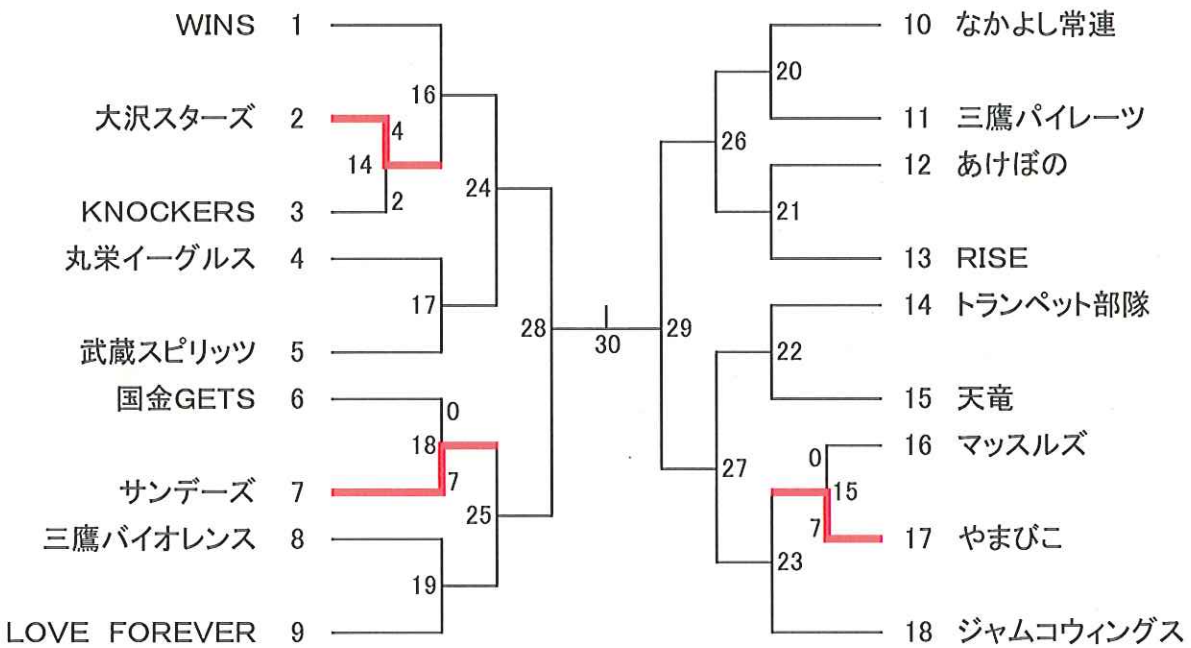 WINS 1
16
大沢スターズ 2
4
14
2
KNOCKERS 3
24
丸栄イーグルス 4
17
武蔵スピリッツ 5
28
国金GETS 6
0
18
7
サンデーズ 7
25
三鷹バイオレンス 8
19
LOVE FOREVER 9
30
10 なかよし常連
20
11 三鷹パイレーツ
26
12 あけぼの
21
13 RISE
29
14 トランペット部隊
22
15 天竜
27
16 マッスルズ
0
15
7
17 やまびこ
23
18 ジャムコウィングス